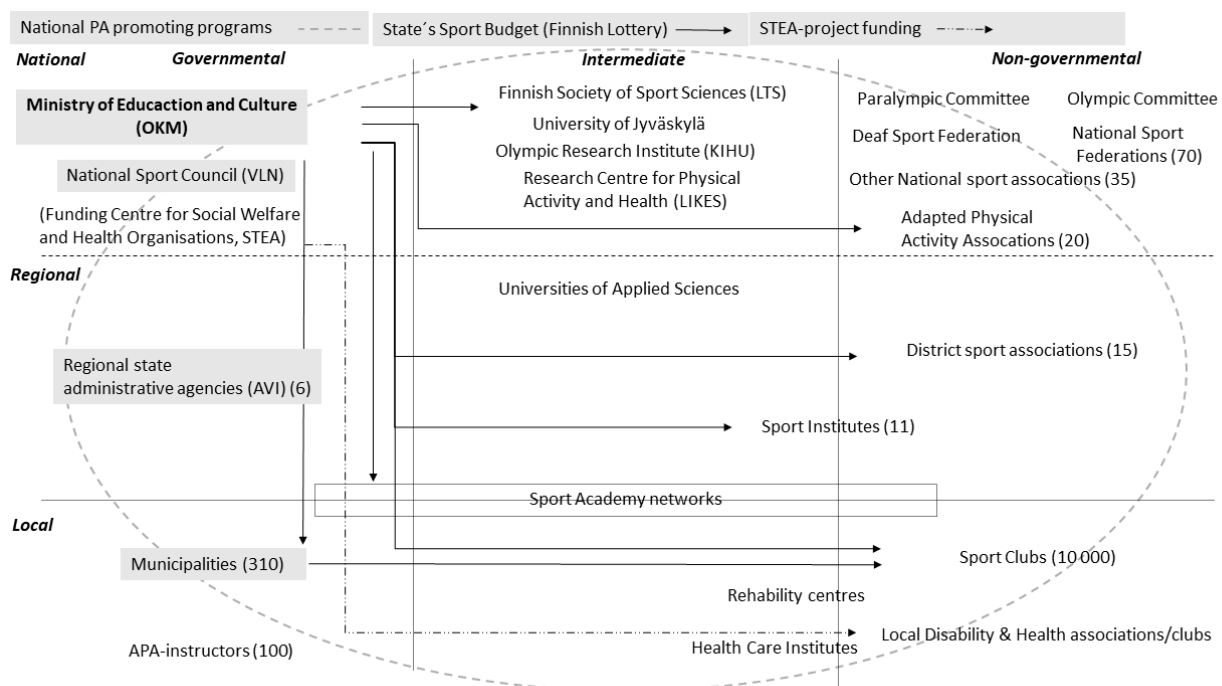 National PA promoting programs
State´s Sport Budget (Finnish Lottery)
STEA-project funding
National
Governmental
Intermediate
Non-governmental
Ministry of Educaction and Culture
(OKM)
National Sport Council (VLN)
(Funding Centre for Social Welfare
and Health Organisations, STEA)
Finnish Society of Sport Sciences (LTS)
University of Jyväskylä
Olympic Research Institute (KIHU)
Research Centre for Physical
Activity and Health (LIKES)
Paralympic Committee
Olympic Committee
Deaf Sport Federation
National Sport
Federations (70)
Other National sport assocations (35)
Adapted Physical
Activity Assocations (20)
Regional
Universities of Applied Sciences
Regional state
administrative agencies (AVI) (6)
District sport associations (15)
Sport Institutes (11)
Sport Academy networks
Local
Municipalities (310)
Sport Clubs (10 000)
Rehability centres
Health Care Institutes
Local Disability & Health associations/clubs
APA-instructors (100)